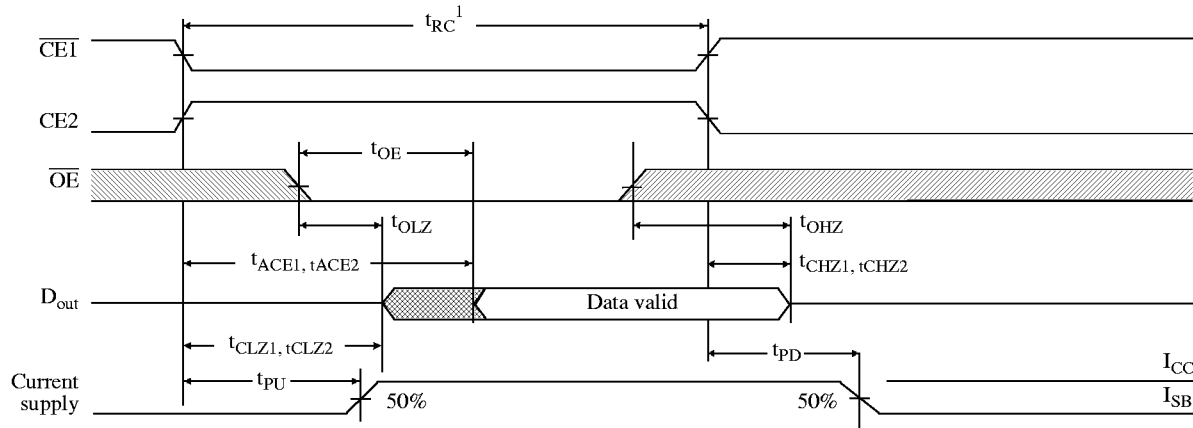 tRC1
CE1
CE2
tOE
OE
tOLZ
tOHZ
tACE1, tACE2
tCHZ1, tCHZ2
Dout
Data valid
tCLZ1, tCLZ2
tPD
ICC
tPU
Current
supply
50%
50%
ISB